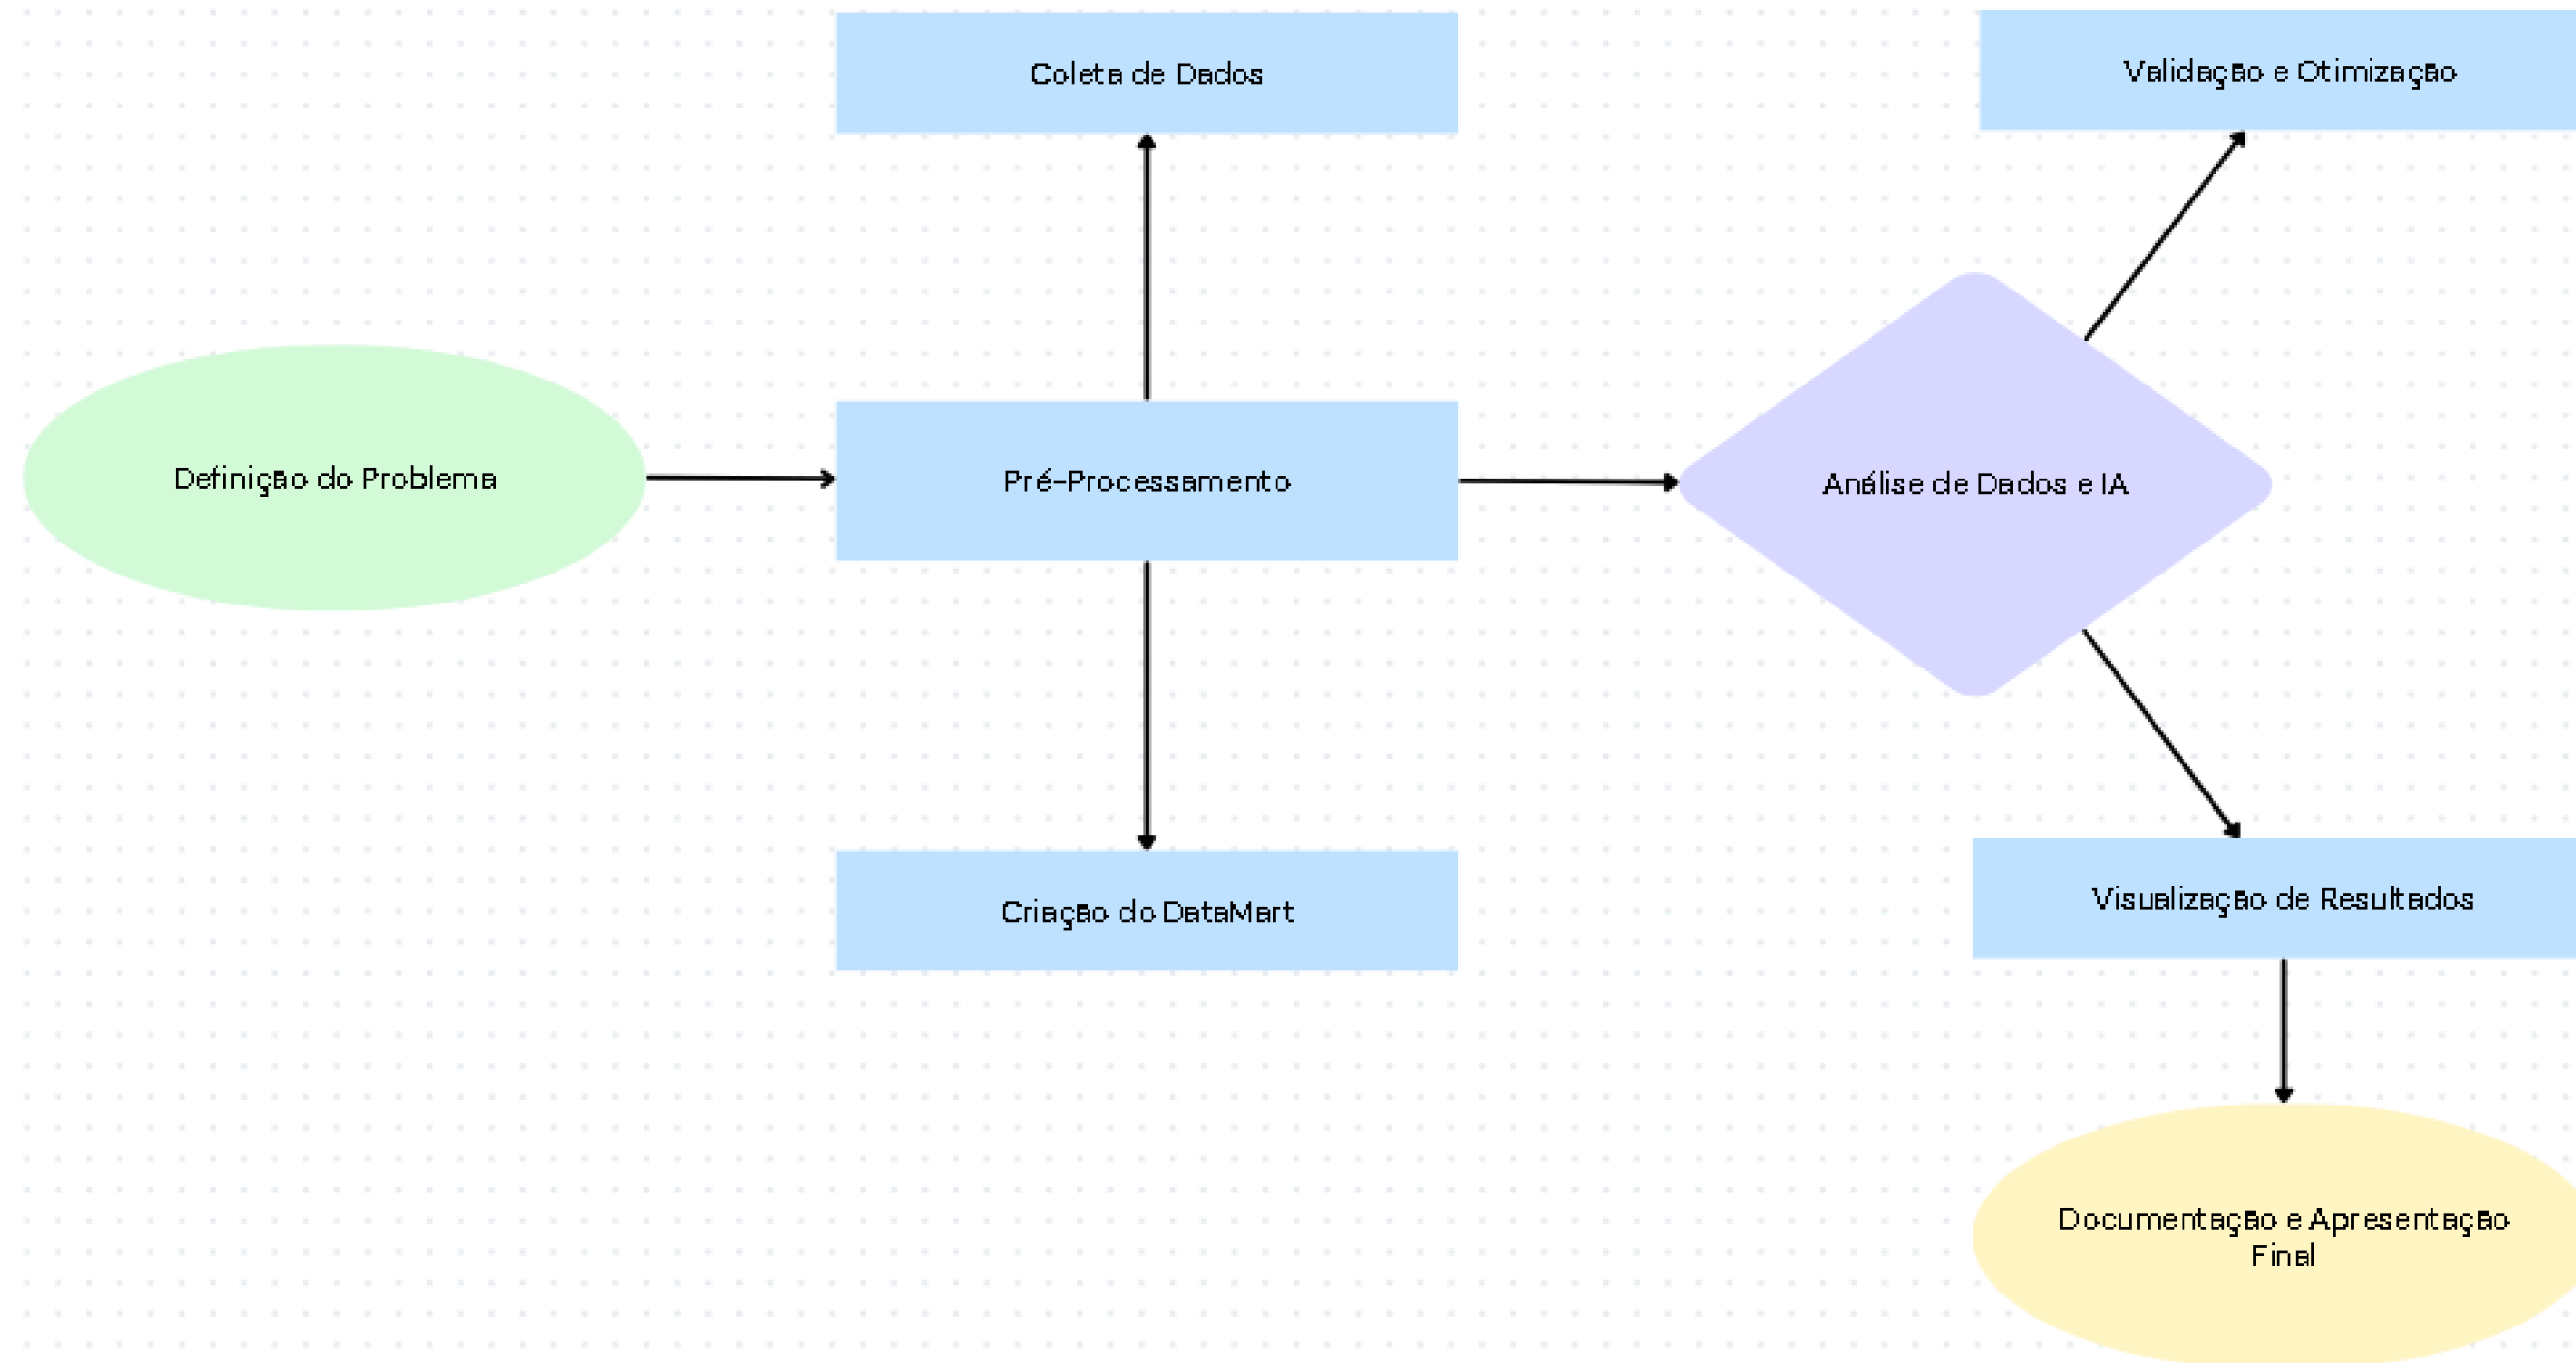 Coleta de Dados
Validação e Otimização
Definição do Problema
Pré-Processamento
Análise de Dados e IA
Criação do DataMart
Visualização de Resultados
Documentação e Apresentação
Final